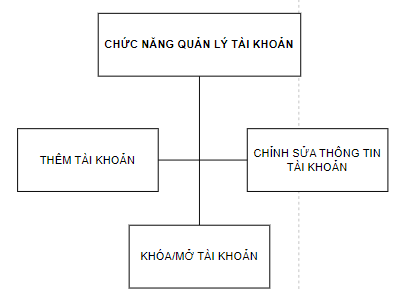 CHỨC NĂNG QUẢN LÝ TÀI KHOẢN
THÊM TÀI KHOẢN
CHỈNH SỬA THÔNG TIN
TÀI KHOẢN
KHÓA/MỞ TÀI KHOẢN